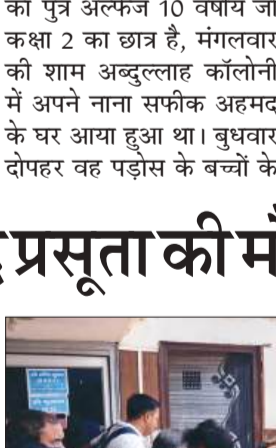 का पुत्र अल्फेज 10 वर्षीय जो
कक्षा 2 का छात्र है, मंगलवार
की शाम अब्दुल्लाह कॉलोनी
में अपने नाना सफीक अहमद
के घर आया हुआ था। बुधवार
दोपहर वह पड़ोस के बच्चों के
प्रसूता की